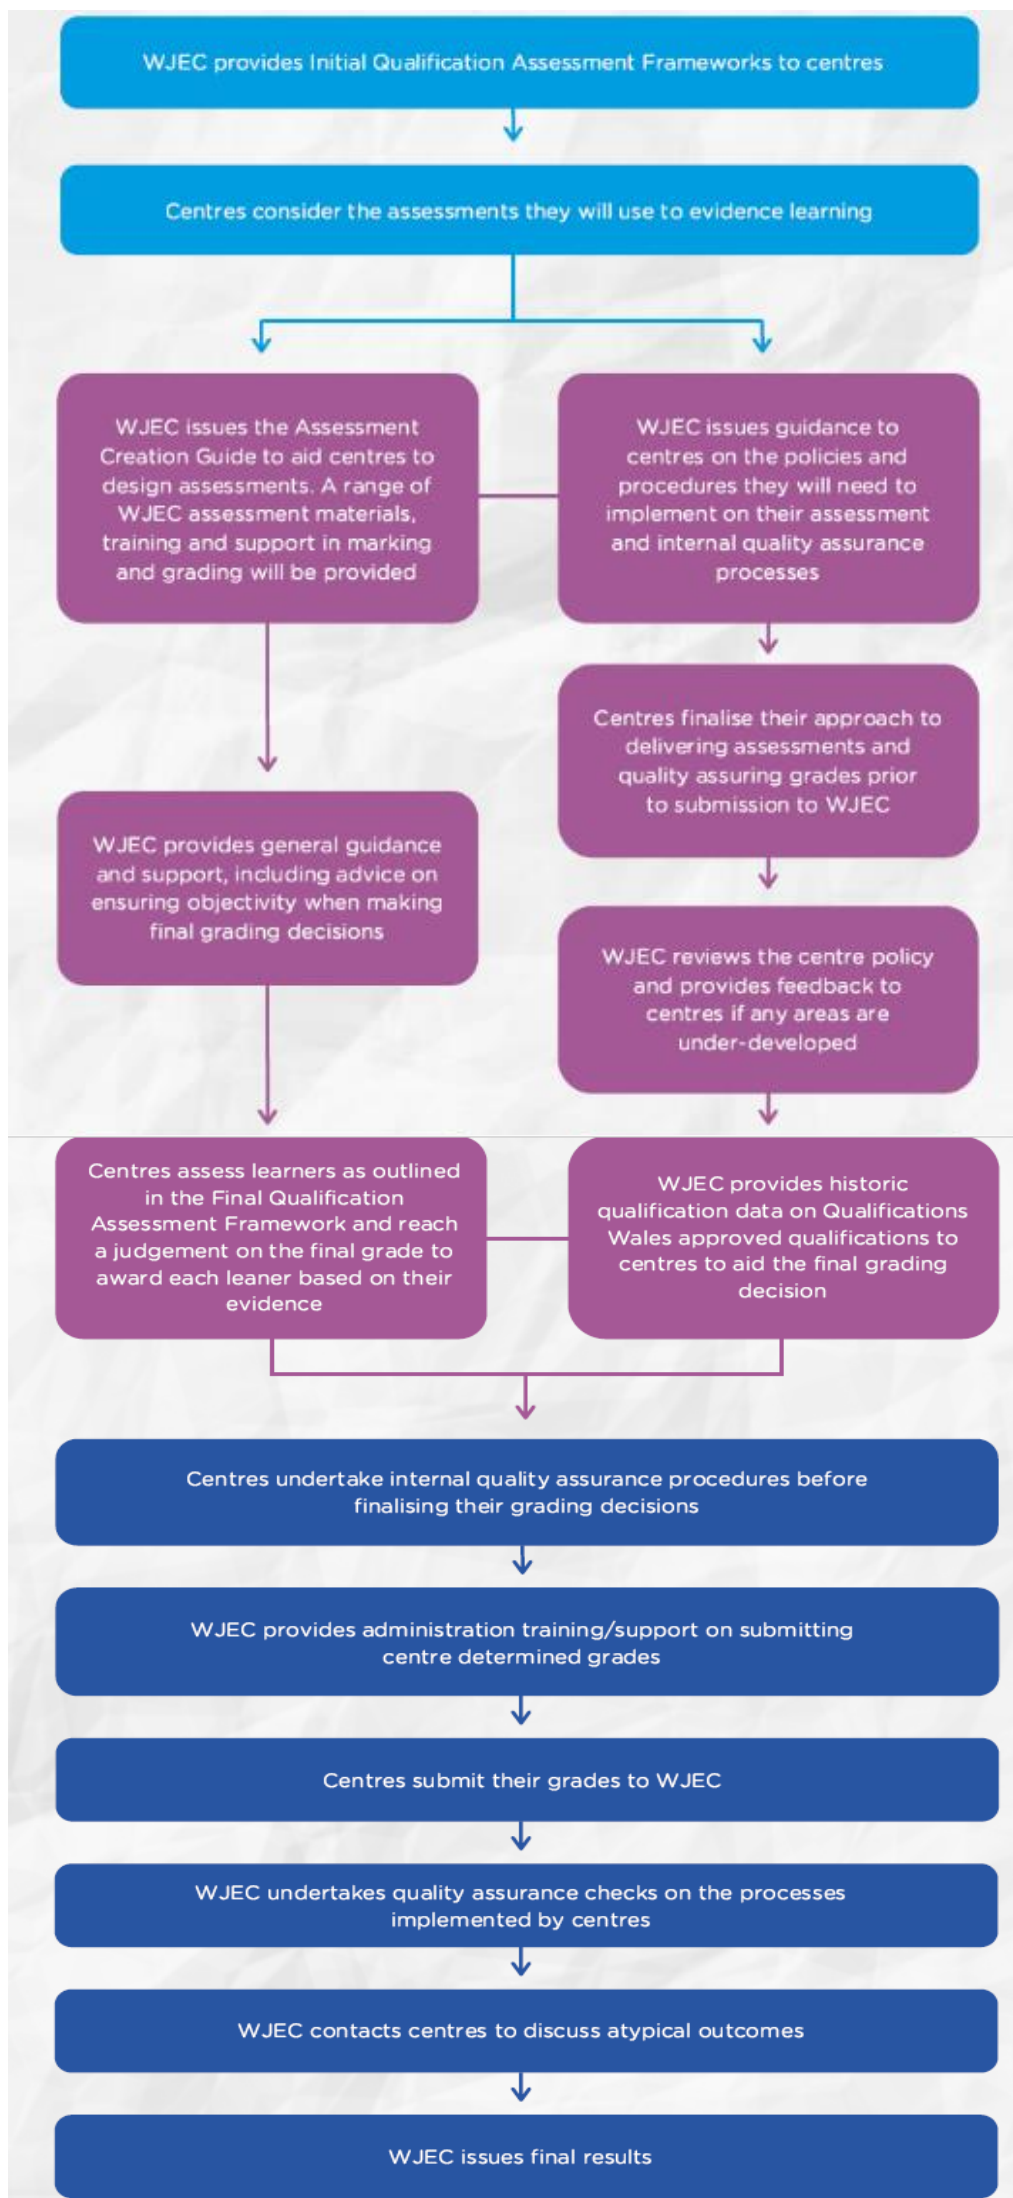 WJEC provides Initial Qualification Assessment Frameworks to centres
Centres consider the assessments they will use to evidence learning
WJEC issues the Assessment
Creation Guide to aid centres to
design assessments. A range of
WJEC assessment materials,
training and support in marking
and grading will be provided
WJEC issues guidance to
centres on the policies and
procedures they will need to
implement on their assessment
and internal quality assurance
processes
Centres finalise their approach to
delivering assessments and
quality assuring grades prior
to submission to WJEC
WJEC provides general guidance
and support, including advice on
ensuring objectivity when making
final grading decisions
WJEC reviews the centre policy
and provides feedback to
centres if any areas are
under-developed
Centres assess learners as outlined
in the Final Qualification
Assessment Framework and reach
a judgement on the final grade to
award each leaner based on their
evidence
WJEC provides historic
qualification data on Qualifications
Wales approved qualifications to
centres to aid the final grading
decision
Centres undertake internal quality assurance procedures before
finalising their grading decisions
WJEC provides administration training/support on submitting
centre determined grades
Centres submit their grades to WJEC
WJEC undertakes quality assurance checks on the processes
implemented by centres
WJEC contacts centres to discuss atypical outcomes
WJEC issues final results